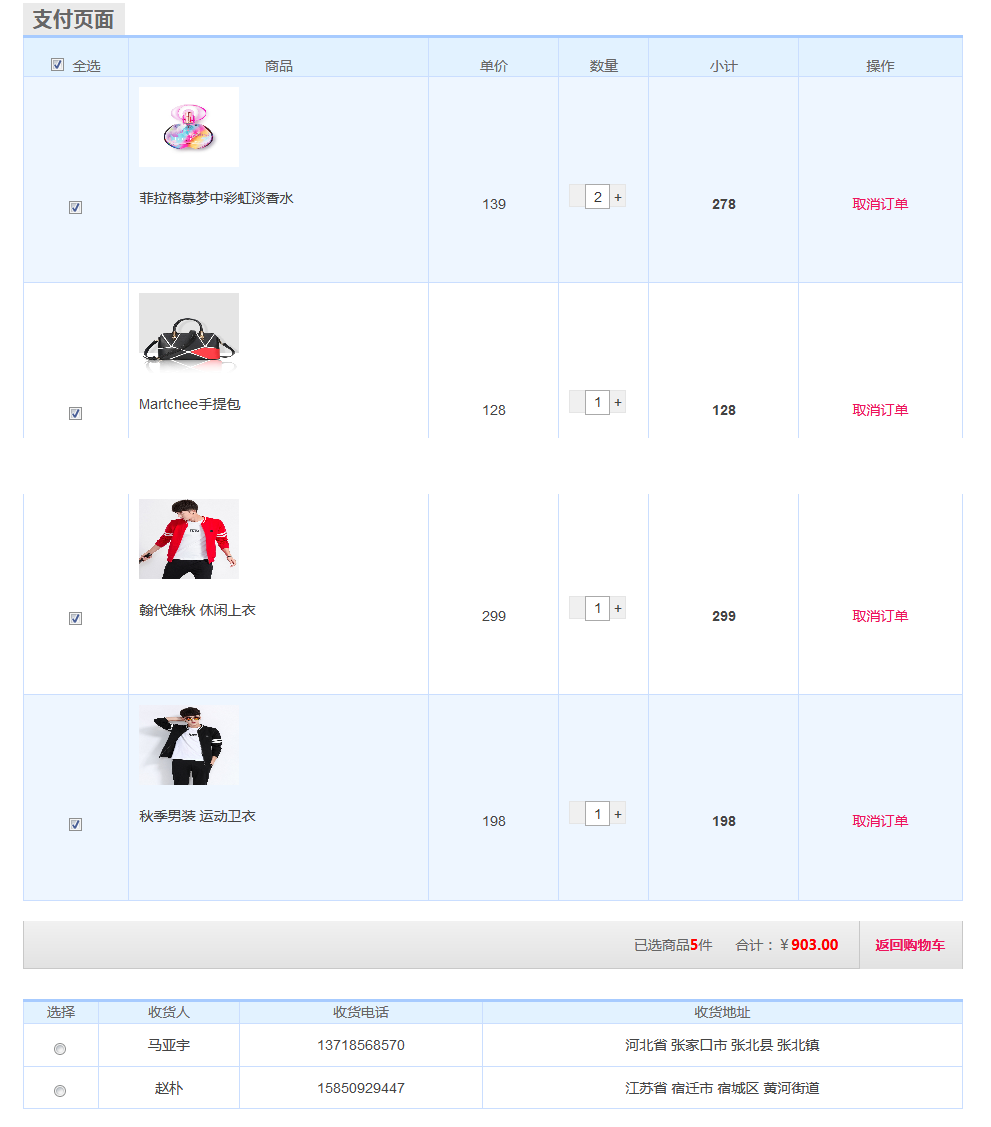 支付页面
全选 商品 单价 数量 小计 操作
菲拉格慕梦中彩虹淡香水 139 2 + 278 取消订单
Martchee手提包 128 1 + 128 取消订单
翰代维秋 休闲上衣 299 1 + 299 取消订单
秋季男装 运动卫衣 198 1 + 198 取消订单
已选商品5件 合计：￥903.00 返回购物车
选择 收货人 收货电话 收货地址
马亚宇 13718568570 河北省 张家口市 张北县 张北镇
赵朴 15850929447 江苏省 宿迁市 宿城区 黄河街道